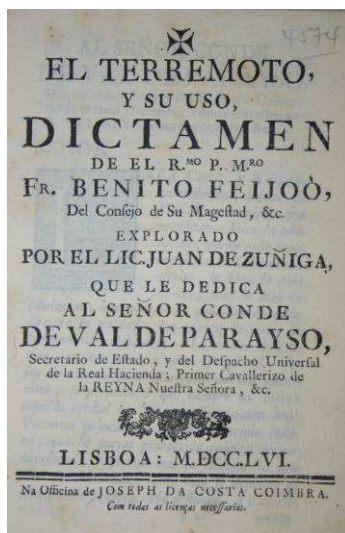 4574
EL TERREMOTO,
Y SU USO,
DICTAMEN
DE EL R.MO P. M.RO
FR. BENITO FEIJOÒ,
Del Conſejo de Su Mageſtad, &c.
EXPLORADO
POR EL LIC. JUAN DE ZUÑIGA,
QUE LE DEDICA
AL SEÑOR CONDE
DE VAL DE PARAYSO,
Secretario de Eſtado, y del Deſpacho Univerſal
de la Real Hacienda; Primer Cavallerizo de
la REYNA Nueſtra Señora, &c.
LISBOA: M.DCC.LVI.
Na Officina de JOSEPH DA COSTA COIMBRA.
Com todas as licenças neceſſarias.